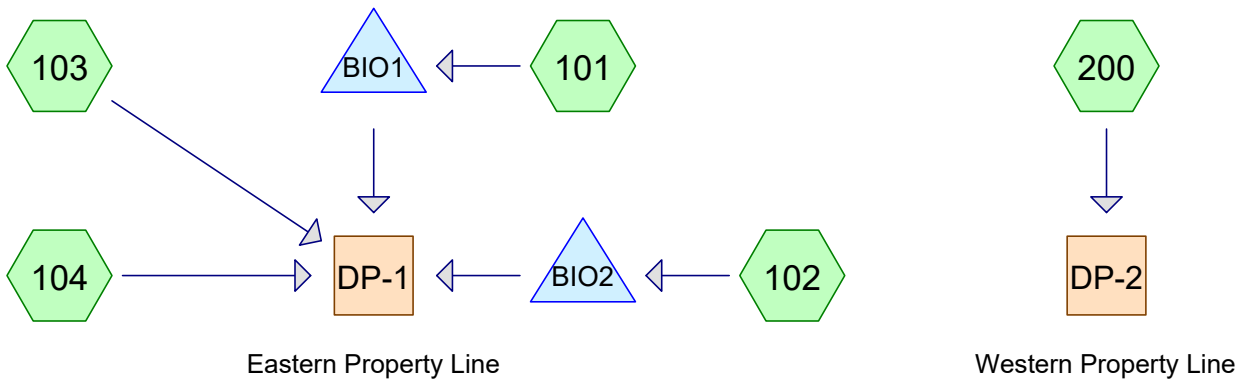 103
BIO1
101
200
104
DP-1
BIO2
102
DP-2
Eastern Property Line
Western Property Line